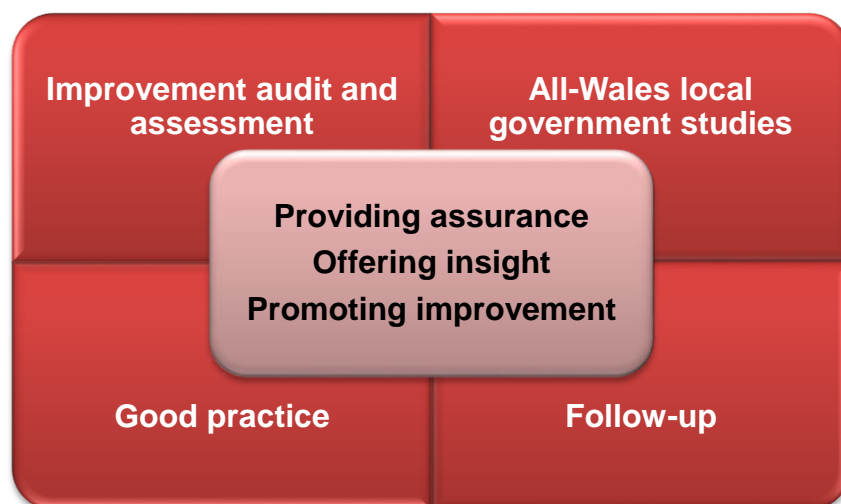 Improvement audit and
assessment
All-Wales local
government studies
Providing assurance
Offering insight
Promoting improvement
Good practice
Follow-up